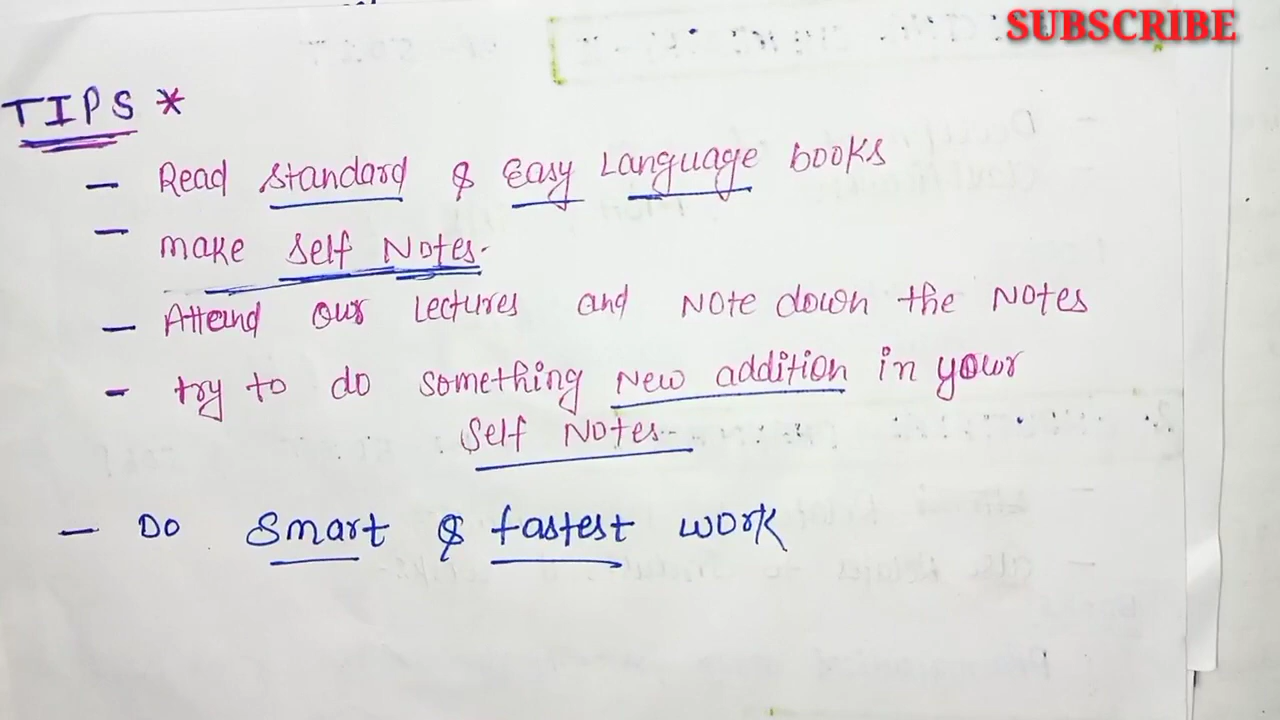 SUBSCRIBE
TIPS *
- Read Standard & Easy Language books
- make Self Notes.
- Attend our Lectures and Note down the Notes
- try to do something New addition in your
Self Notes--
- Do Smart & fastest work